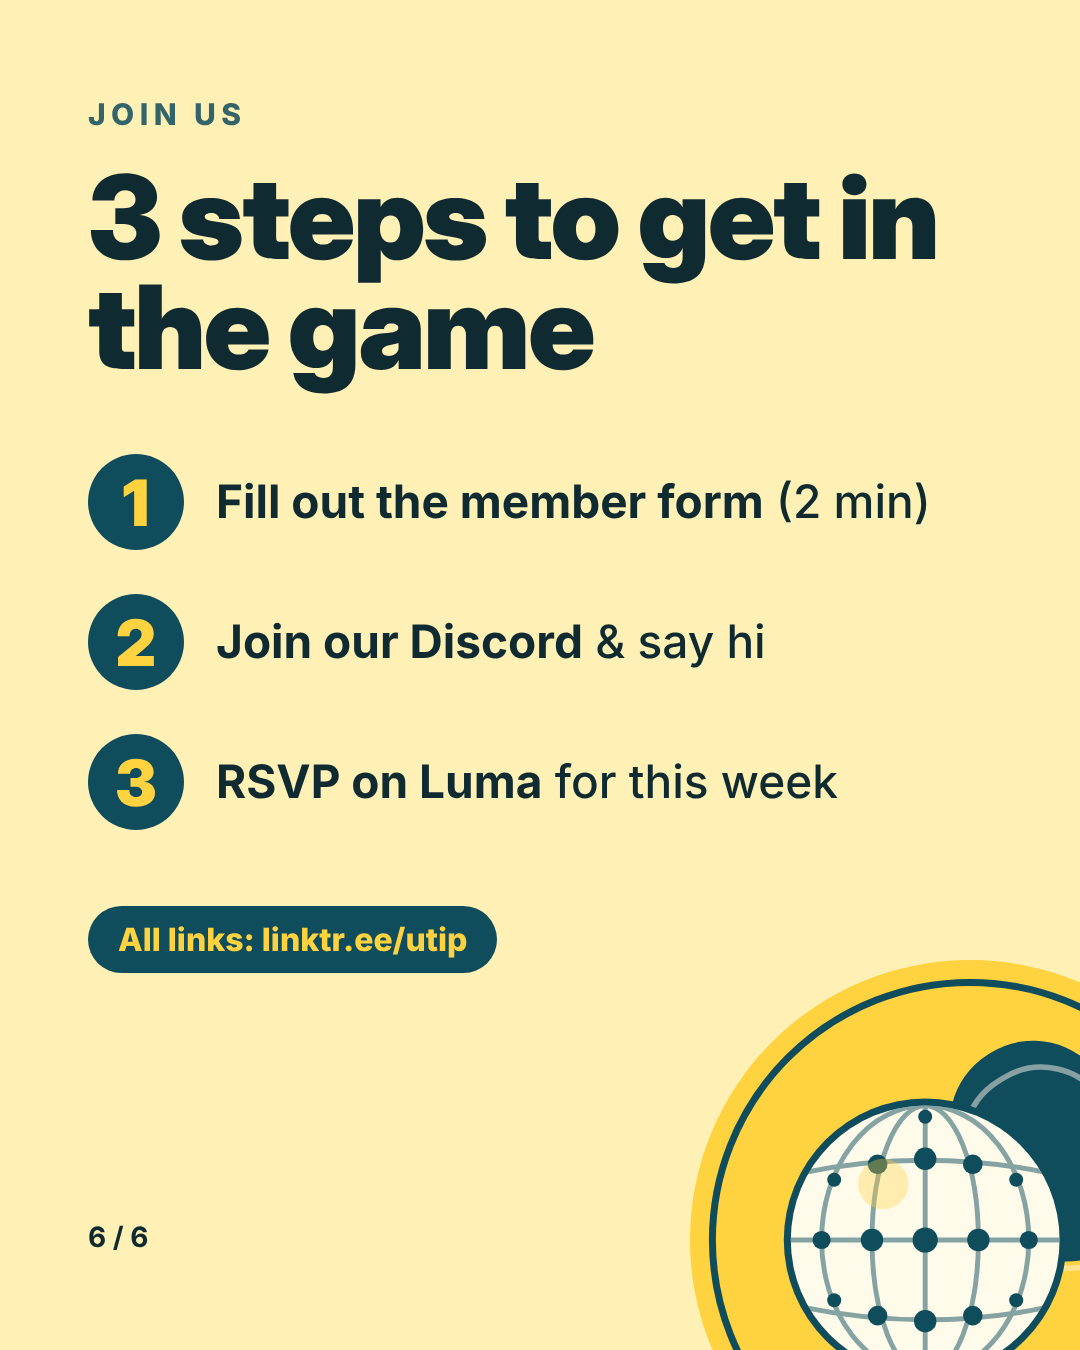 JOIN US
3 steps to get in
the game
1 Fill out the member form (2 min)
2 Join our Discord & say hi
3 RSVP on Luma for this week
All links: linktr.ee/utip
6 / 6